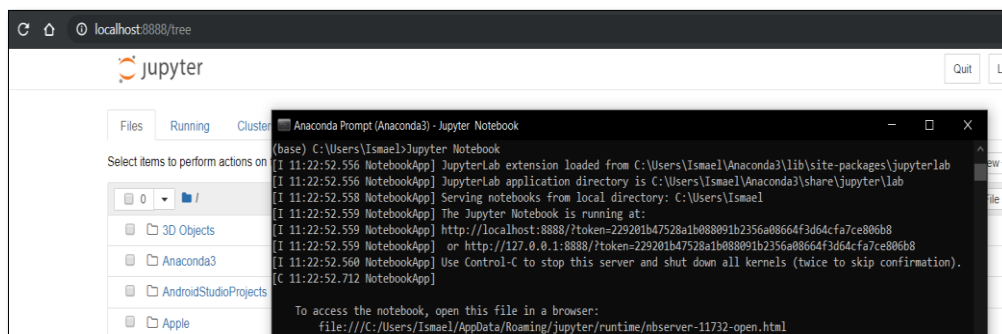 localhost:8888/tree
jupyter
Quit
Files Running Cluster
Select items to perform actions on
0 /
3D Objects
Anaconda3
AndroidStudioProjects
Apple
Anaconda Prompt (Anaconda3) - Jupyter Notebook
(base) C:\Users\Ismael>Jupyter Notebook
[I 11:22:52.556 NotebookApp] JupyterLab extension loaded from C:\Users\Ismael\Anaconda3\lib\site-packages\jupyterlab
[I 11:22:52.556 NotebookApp] JupyterLab application directory is C:\Users\Ismael\Anaconda3\share\jupyter\lab
[I 11:22:52.558 NotebookApp] Serving notebooks from local directory: C:\Users\Ismael
[I 11:22:52.559 NotebookApp] The Jupyter Notebook is running at:
[I 11:22:52.559 NotebookApp] http://localhost:8888/?token=229201b47528a1b088091b2356a08664f3d64cfa7ce806b8
[I 11:22:52.559 NotebookApp]  or http://127.0.0.1:8888/?token=229201b47528a1b088091b2356a08664f3d64cfa7ce806b8
[I 11:22:52.560 NotebookApp] Use Control-C to stop this server and shut down all kernels (twice to skip confirmation).
[C 11:22:52.712 NotebookApp]
To access the notebook, open this file in a browser:
file:///C:/Users/Ismael/AppData/Roaming/jupyter/runtime/nbserver-11732-open.html